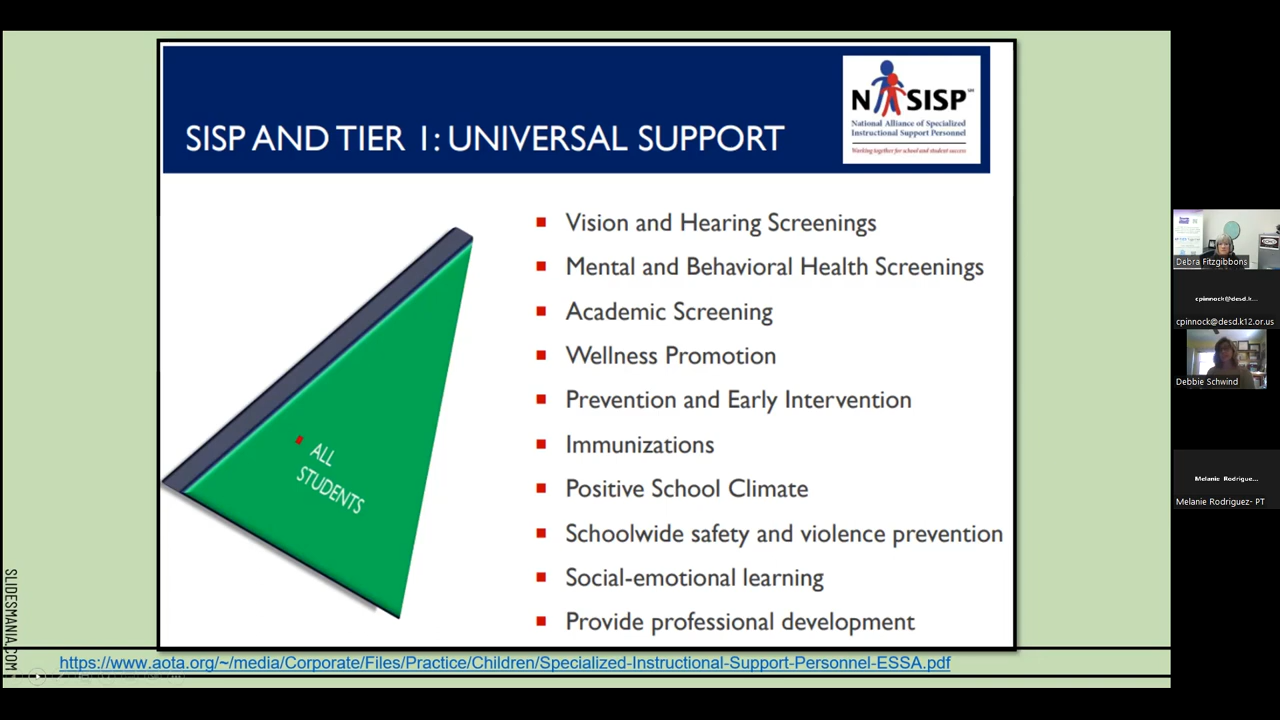 SISP AND TIER 1: UNIVERSAL SUPPORT
NASISP
National Alliance of Specialized
Instructional Support Personnel
Working together for school and student success
Vision and Hearing Screenings
Mental and Behavioral Health Screenings
Academic Screening
Wellness Promotion
Prevention and Early Intervention
Immunizations
Positive School Climate
Schoolwide safety and violence prevention
Social-emotional learning
Provide professional development
ALL
STUDENTS
https://www.aota.org/~/media/Corporate/Files/Practice/Children/Specialized-Instructional-Support-Personnel-ESSA.pdf
SLIDESMANIA.COM
Debra Fitzgibbons
cpinnock@desd.k...
cpinnock@desd.k12.or.us
Debbie Schwind
Melanie Rodrigue...
Melanie Rodriguez- PT